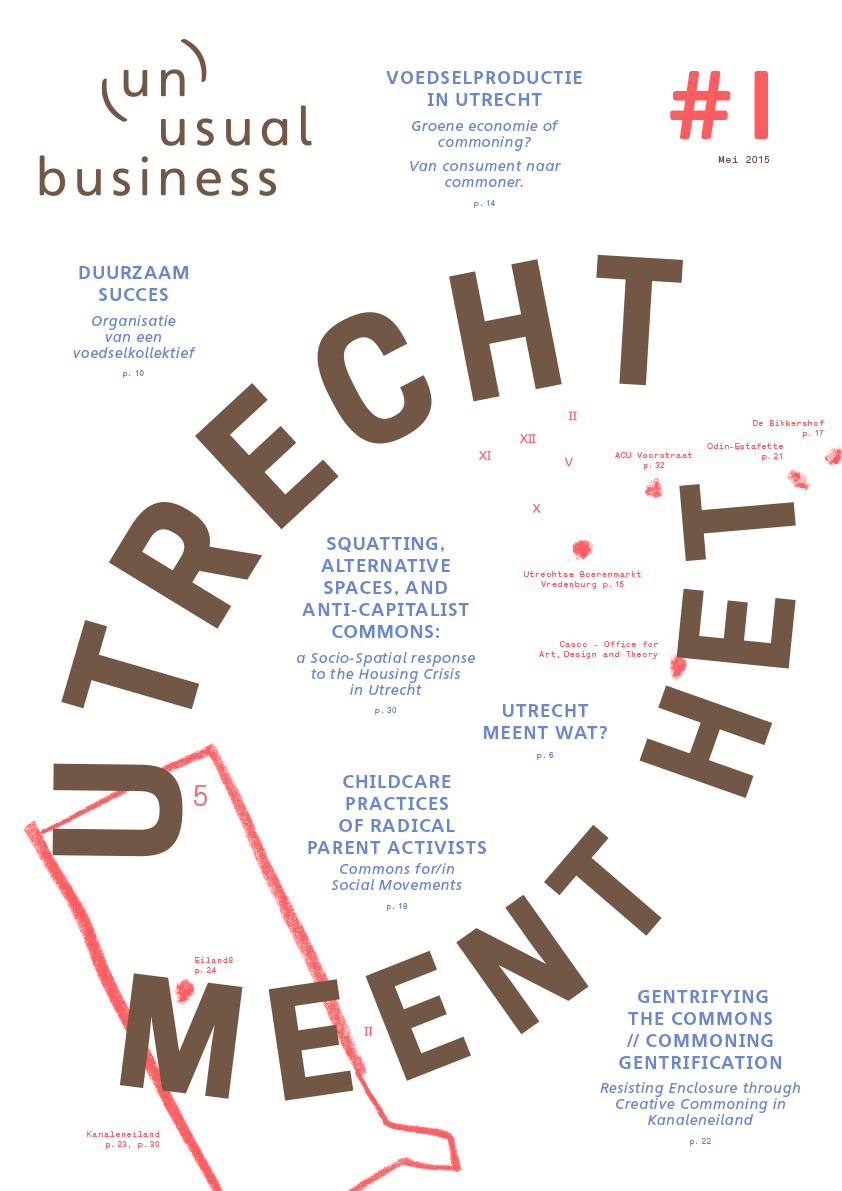 (un)
usual
business
VOEDSELPRODUCTIE
IN UTRECHT
Groene economie of
commoning?
Van consument naar
commoner.
p. 14
#1
Mei 2015
DUURZAAM
SUCCES
Organisatie
van een
voedselkollektief
p. 10
UTRECHT
MEENT
HET
II
XII
XI
V
X
De Bikkershof
p. 17
Odin-Estafette
p. 21
ACU Voorstraat
p. 32
Utrechtse Boerenmarkt
Vredenburg p. 15
SQUATTING,
ALTERNATIVE
SPACES, AND
ANTI-CAPITALIST
COMMONS:
a Socio-Spatial response
to the Housing Crisis
in Utrecht
p. 30
Casco - Office for
Art, Design and Theory
UTRECHT
MEENT WAT?
p. 6
5
CHILDCARE
PRACTICES
OF RADICAL
PARENT ACTIVISTS
Commons for/in
Social Movements
p. 18
Eiland8
p. 24
II
GENTRIFYING
THE COMMONS
// COMMONING
GENTRIFICATION
Resisting Enclosure through
Creative Commoning in
Kanaleneiland
p. 22
Kanaleneiland
p. 23, p. 30